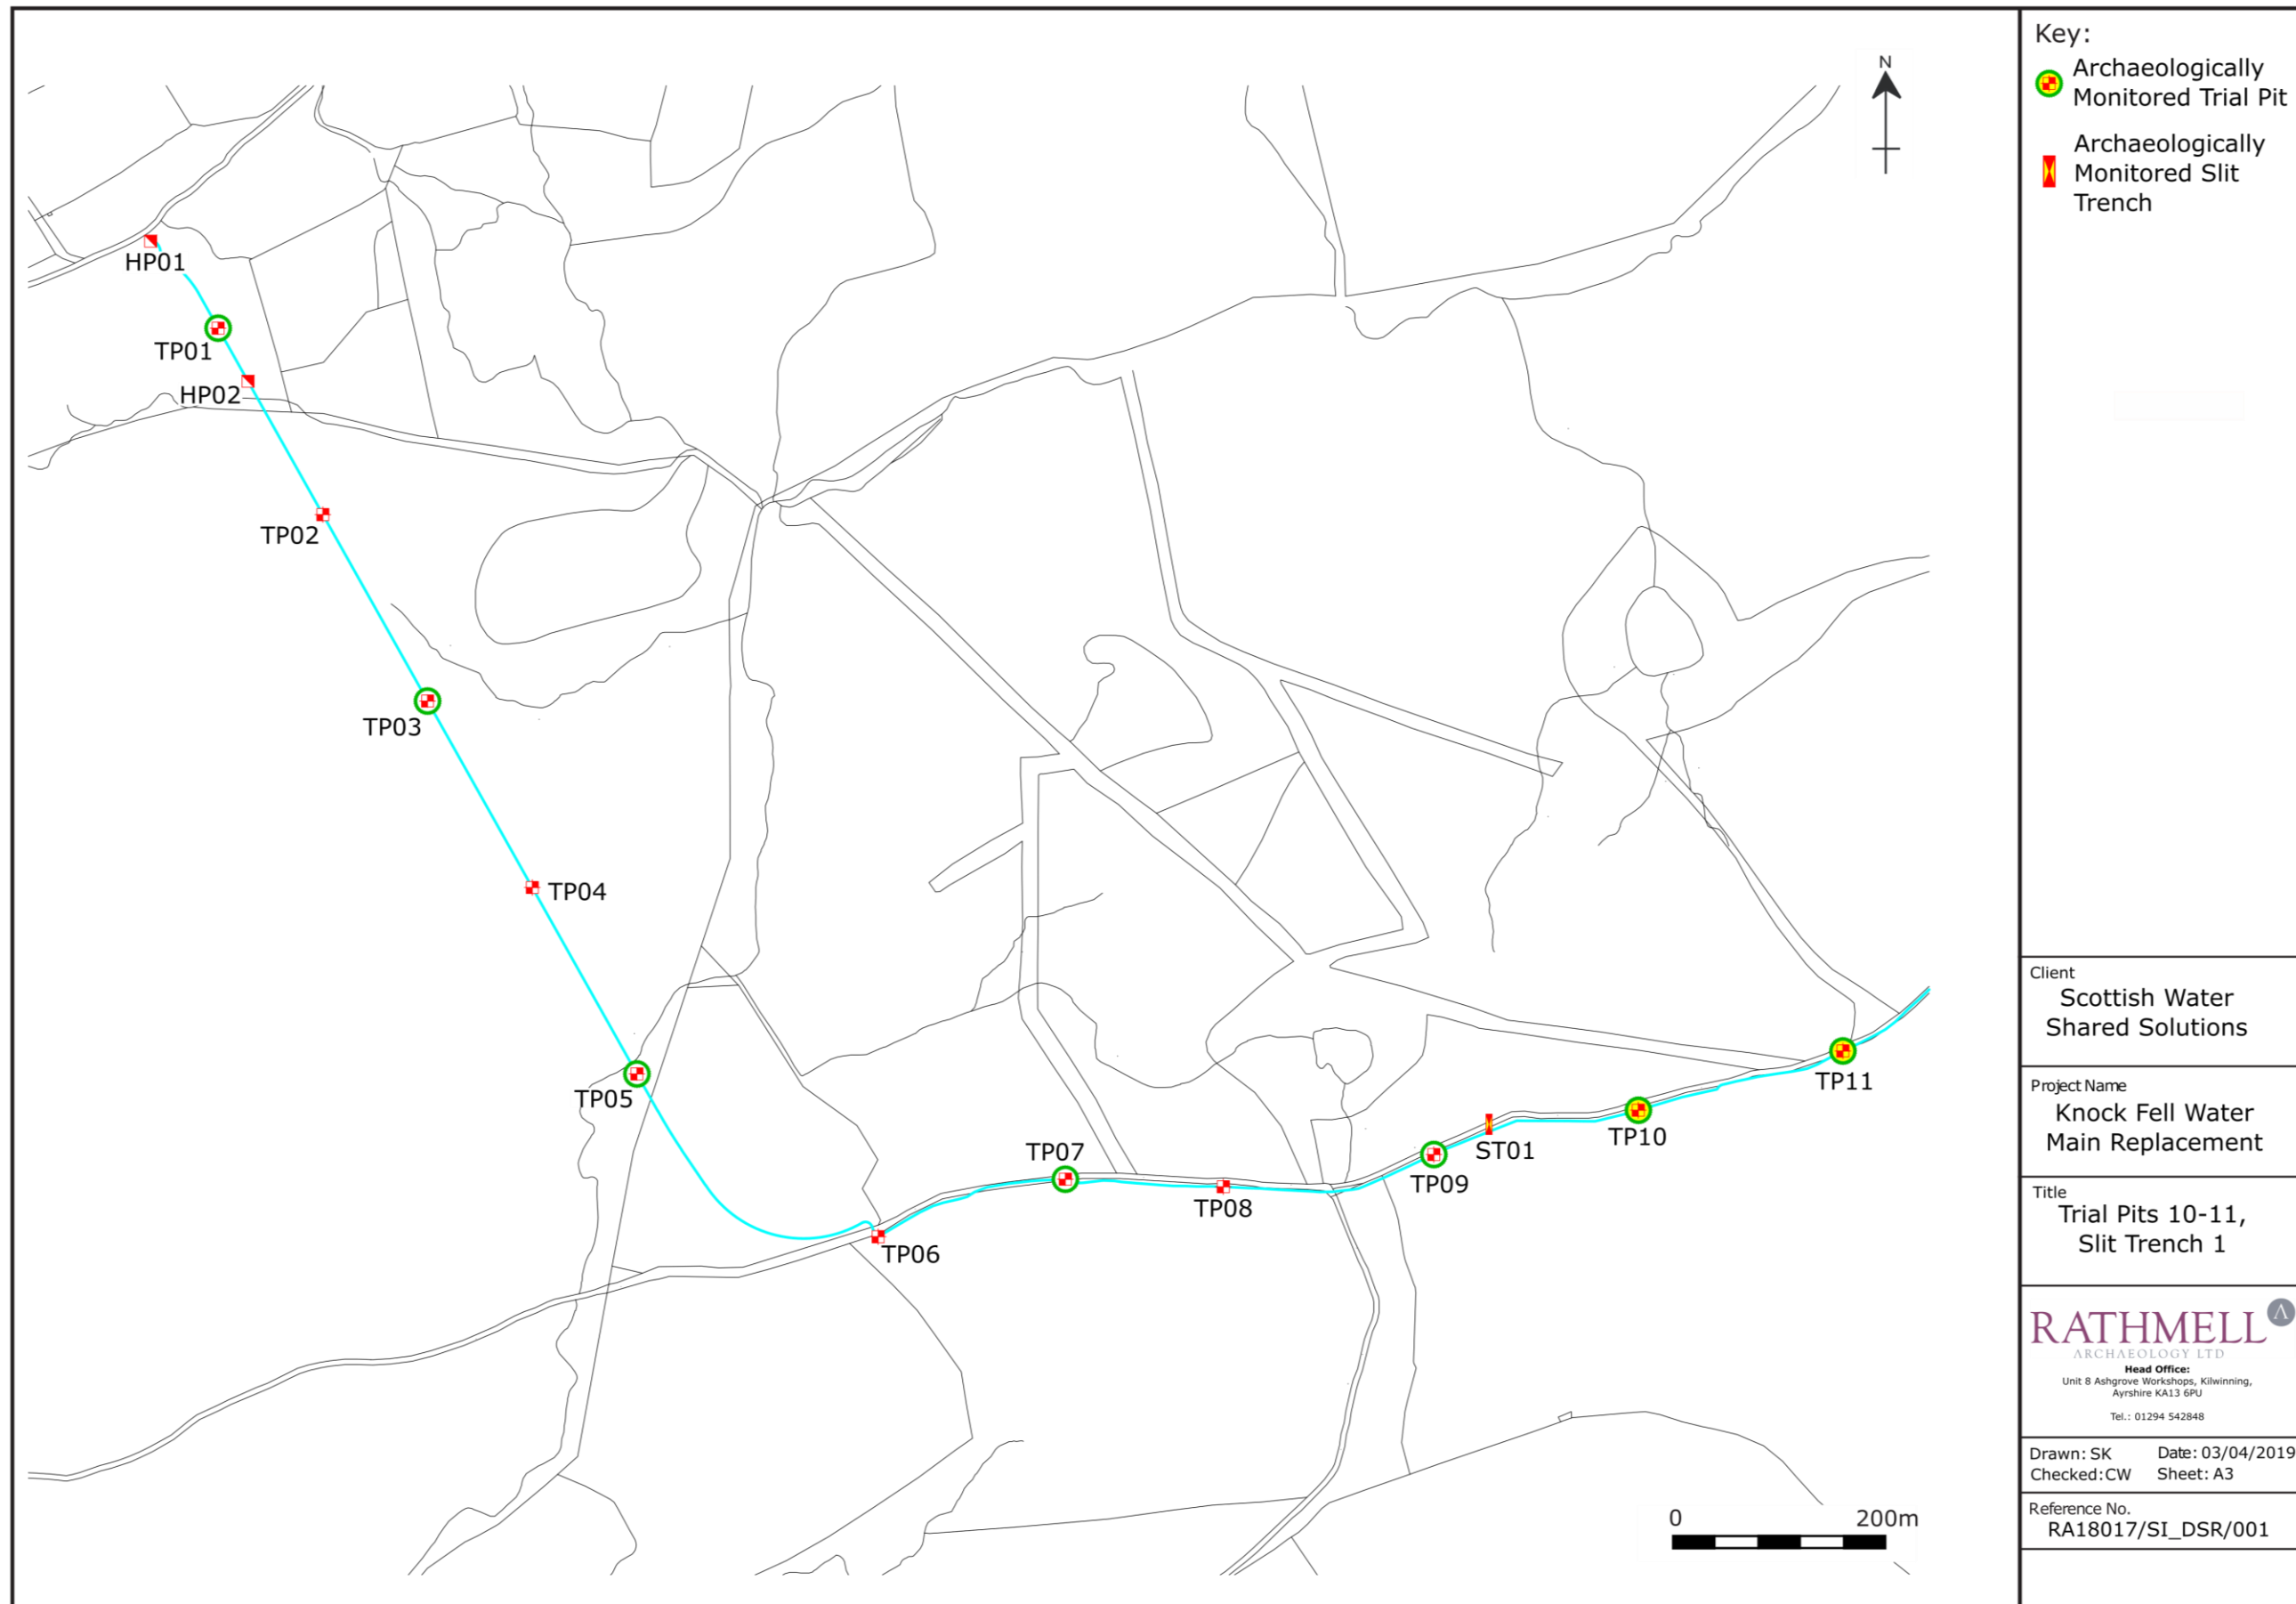 N
HP01
TP01
HP02
TP02
TP03
TP04
TP05
TP06
TP07
TP08
TP09
ST01
TP10
TP11
0 200m
Key:
Archaeologically
Monitored Trial Pit
Archaeologically
Monitored Slit
Trench
Client
Scottish Water
Shared Solutions
Project Name
Knock Fell Water
Main Replacement
Title
Trial Pits 10-11,
Slit Trench 1
RATHMELL
ARCHAEOLOGY LTD
Head Office:
Unit 8 Ashgrove Workshops, Kilwinning,
Ayrshire KA13 6PU
Tel.: 01294 542848
Drawn: SK Date: 03/04/2019
Checked: CW Sheet: A3
Reference No.
RA18017/SI_DSR/001